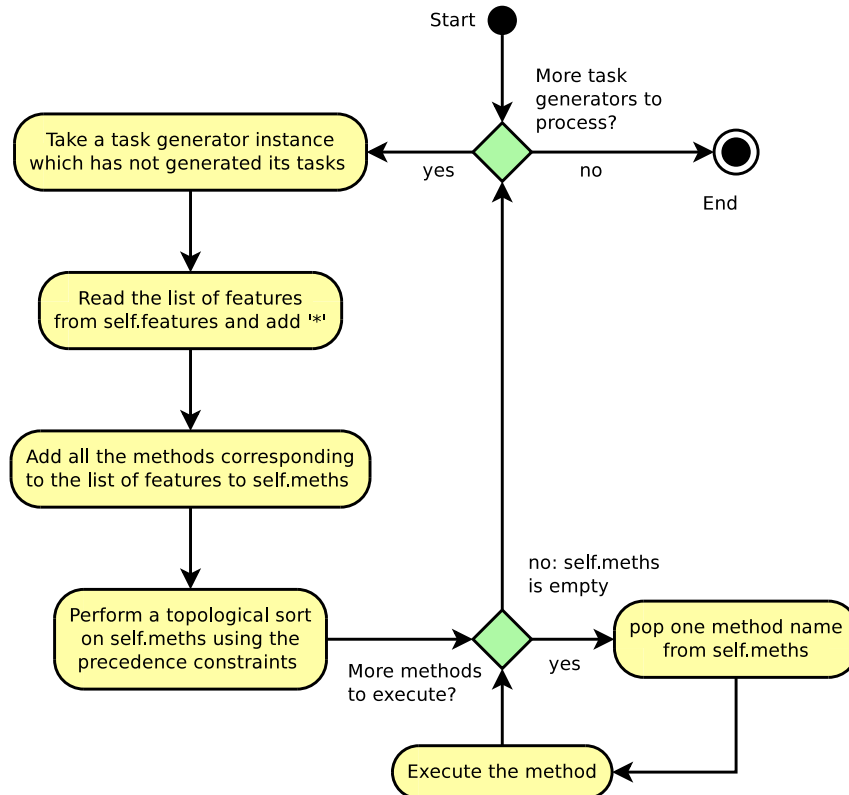 Start
More task
generators to
process?
Take a task generator instance
which has not generated its tasks
yes
no
End
Read the list of features
from self.features and add '*'
Add all the methods corresponding
to the list of features to self.meths
no: self.meths
is empty
Perform a topological sort
on self.meths using the
precedence constraints
More methods
to execute?
yes
pop one method name
from self.meths
Execute the method